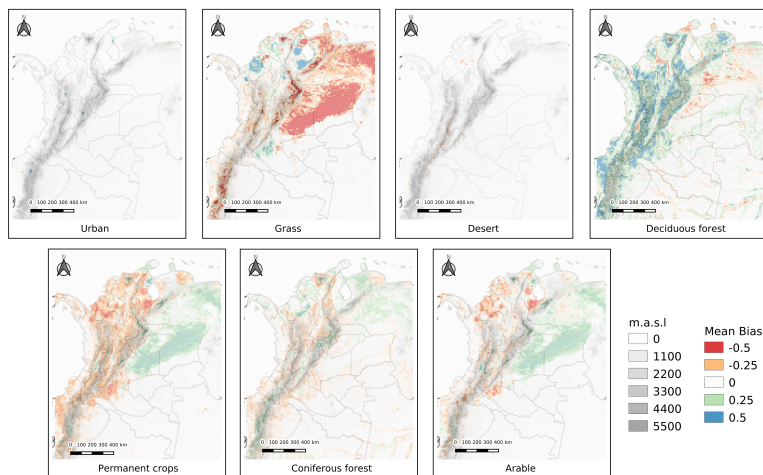 N
0 100 200 300 400 km
Urban
N
0 100 200 300 400 km
Grass
N
0 100 200 300 400 km
Desert
N
0 100 200 300 400 km
Deciduous forest
N
0 100 200 300 400 km
Permanent crops
N
0 100 200 300 400 km
Coniferous forest
N
0 100 200 300 400 km
Arable
m.a.s.l
0
1100
2200
3300
4400
5500
Mean Bias
-0.5
-0.25
0
0.25
0.5